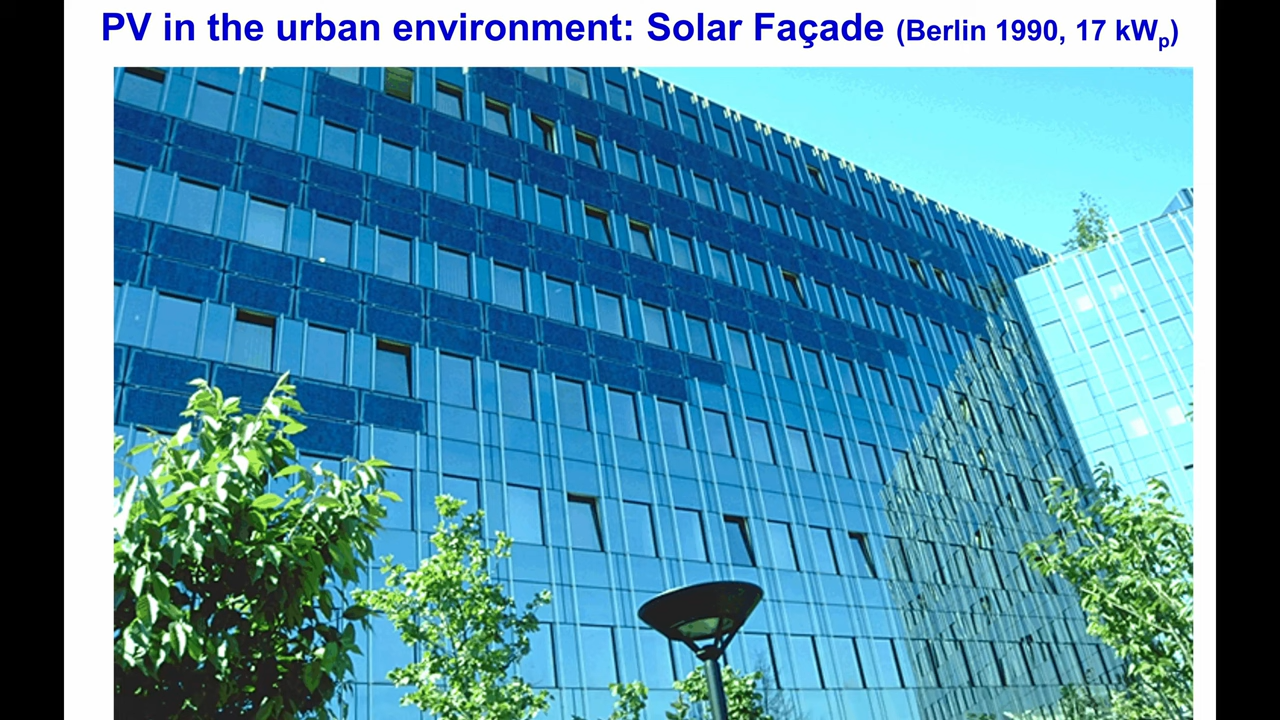 PV in the urban environment: Solar Façade (Berlin 1990, 17 kWp)